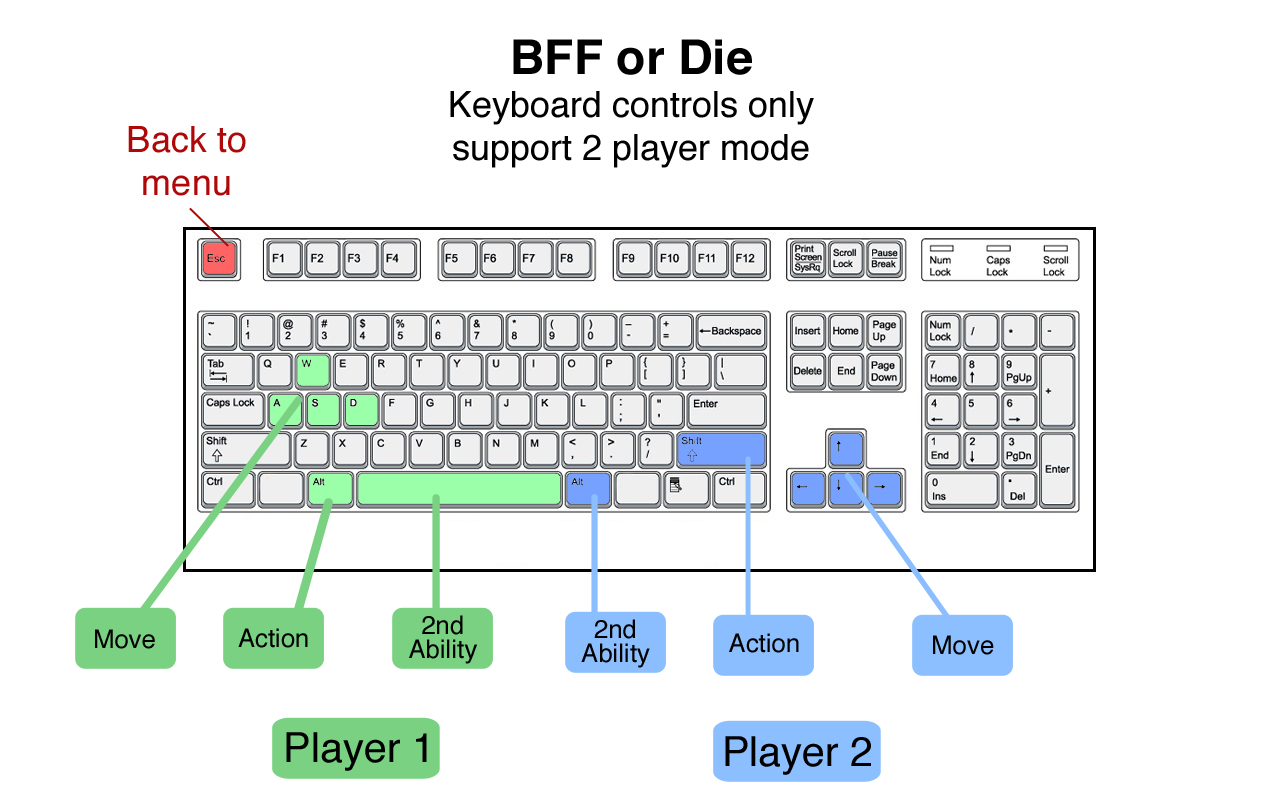 BFF or Die
Keyboard controls only
support 2 player mode
Back to
menu
Esc
F1 F2 F3 F4
F5 F6 F7 F8
F9 F10 F11 F12
Print
Screen
SysRq
Scroll
Lock
Pause
Break
Num
Lock
Caps
Lock
Scroll
Lock
~ ! @ # $ % ^ & * ( ) _ +
` 1 2 3 4 5 6 7 8 9 0 - =
←Backspace
Insert Home Page
Up
Num
Lock
/ * -
Tab Q W E R T Y U I O P { } |
[ ] \
Delete End Page
Down
7
Home
8
↑
9
PgUp
+
Caps Lock A S D F G H J K L : "
; '
Enter
4
←
5
6
→
Shift Z X C V B N M < > ?
, . /
Shift
↑
1
End
2
↓
3
PgDn
Enter
Ctrl Alt Alt Ctrl
← ↓ →
0
Ins
.
Del
Move
Action
2nd
Ability
2nd
Ability
Action
Move
Player 1
Player 2